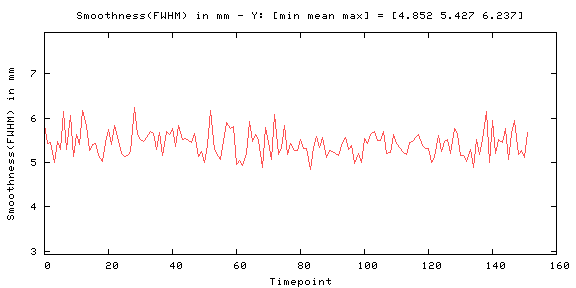 Smoothness(FWHM) in mm - Y: [min mean max] = [4.852 5.427 6.237]
Smoothness(FWHM) in mm
7
6
5
4
3
0 20 40 60 80 100 120 140 160
Timepoint